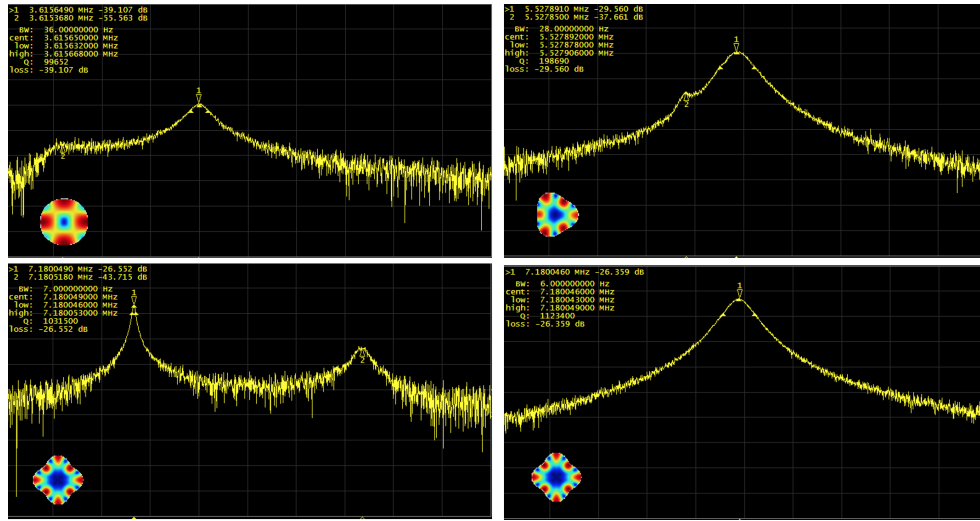 >1 3.6156490 MHz -39.107 dB
2 3.6153680 MHz -55.563 dB
BW: 36.00000000 Hz
cent: 3.615650000 MHz
low: 3.615632000 MHz
high: 3.615668000 MHz
Q: 99652
loss: -39.107 dB
1
2
>1 5.5278910 MHz -29.560 dB
2 5.5278500 MHz -37.661 dB
BW: 28.00000000 Hz
cent: 5.527892000 MHz
low: 5.527878000 MHz
high: 5.527906000 MHz
Q: 198690
loss: -29.560 dB
1
2
>1 7.1800490 MHz -26.552 dB
2 7.1805180 MHz -43.715 dB
BW: 7.000000000 Hz
cent: 7.180049000 MHz
low: 7.180046000 MHz
high: 7.180053000 MHz
Q: 1031500
loss: -26.552 dB
1
2
>1 7.1800460 MHz -26.359 dB
BW: 6.000000000 Hz
cent: 7.180046000 MHz
low: 7.180043000 MHz
high: 7.180049000 MHz
Q: 1123400
loss: -26.359 dB
1